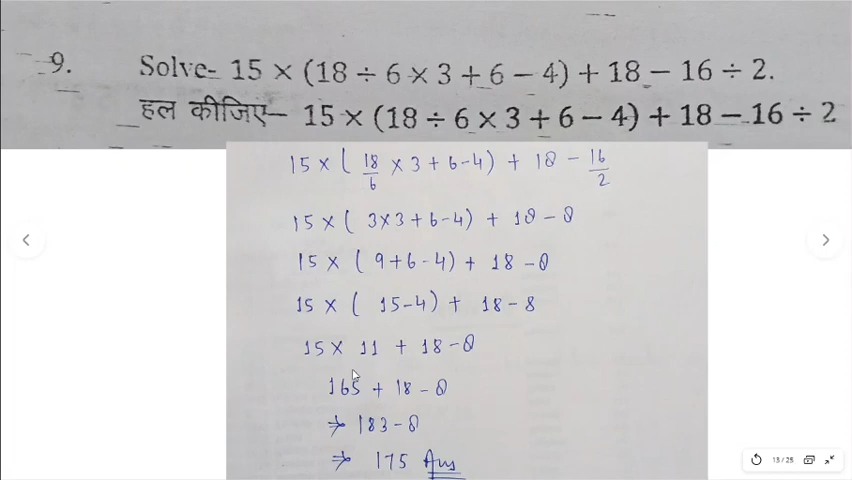 9. Solve- 15 × (18 ÷ 6 × 3 + 6 − 4) + 18 − 16 ÷ 2.
हल कीजिए− 15 × (18 ÷ 6 × 3 + 6 − 4) + 18 − 16 ÷ 2
15 × ( 18/6 × 3 + 6-4) + 18 - 16/2
15 × ( 3×3 + 6-4) + 18 - 8
15 × ( 9+6-4) + 18 -8
15 × ( 15-4) + 18-8
15 × 11 + 18-8
165 + 18 - 8
⇒ 183-8
⇒ 175 Ans
13 / 25